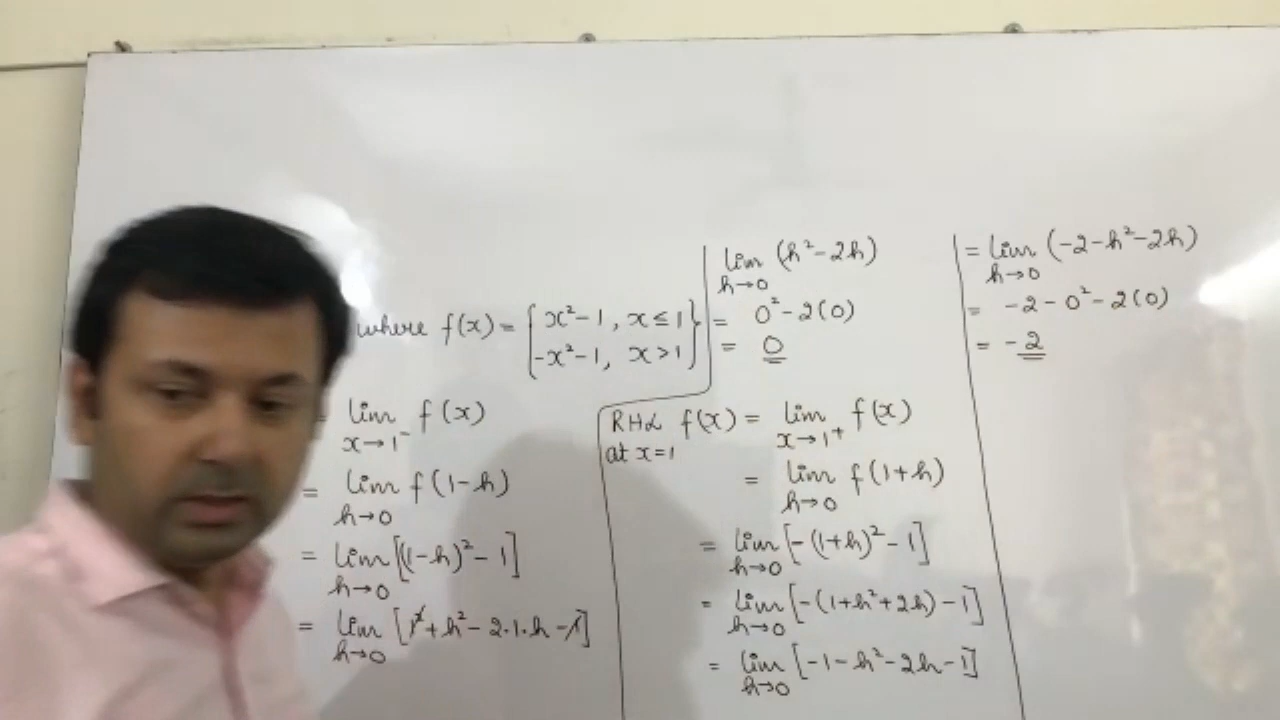 where f(x) = { x²-1, x ≤ 1
-x²-1, x > 1 }
= lim f(x)
x→1⁻
= lim f(1-h)
h→0
= lim [(1-h)²-1]
h→0
= lim [1²+h²-2.1.h-1]
h→0
lim (h²-2h)
h→0
= 0²-2(0)
= 0
RHL f(x) = lim f(x)
at x=1 x→1⁺
= lim f(1+h)
h→0
= lim [-(1+h)²-1]
h→0
= lim [-(1+h²+2h)-1]
h→0
= lim [-1-h²-2h-1]
h→0
= lim (-2-h²-2h)
h→0
= -2-0²-2(0)
= -2